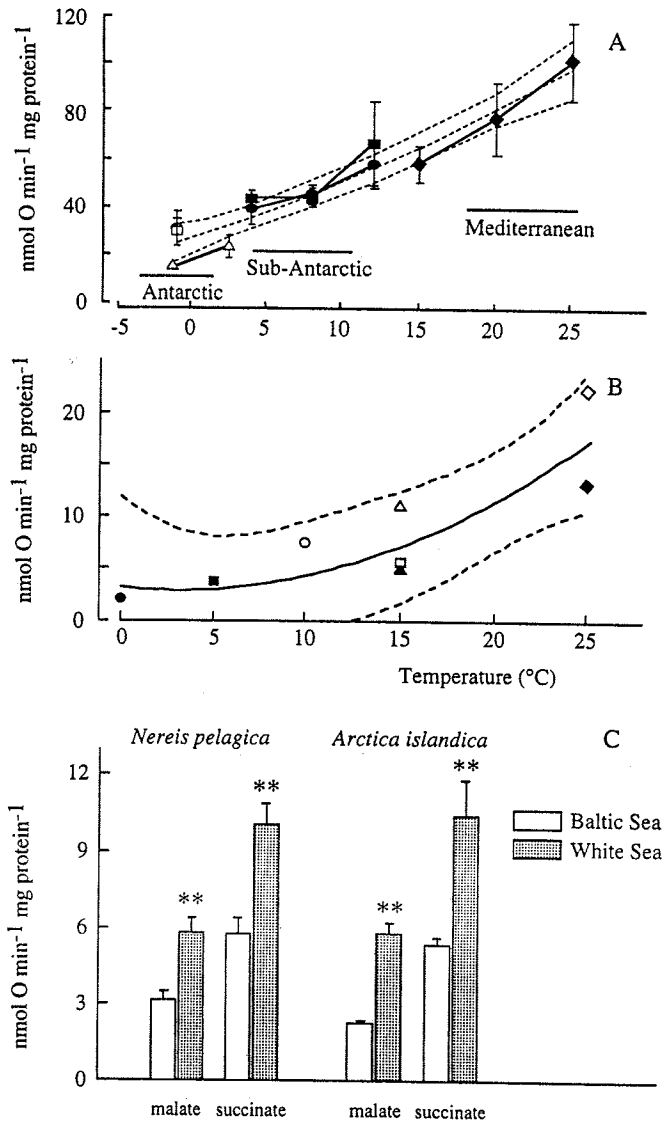 A
nmol O min⁻¹ mg protein⁻¹
120
80
40
0
Antarctic
Sub-Antarctic
Mediterranean
-5 0 5 10 15 20 25
B
nmol O min⁻¹ mg protein⁻¹
20
10
0
0 5 10 15 20 25
Temperature (°C)
Nereis pelagica Arctica islandica C
nmol O min⁻¹ mg protein⁻¹
12
9
6
3
0
** ** ** **
Baltic Sea
White Sea
malate succinate malate succinate